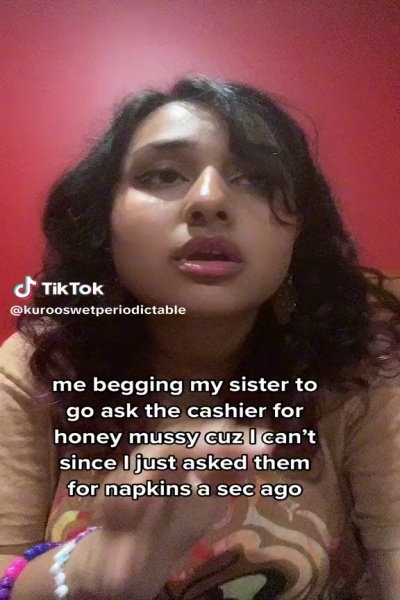 TikTok
@kurooswetperiodictable
me begging my sister to
go ask the cashier for
honey mussy cuz I can't
since I just asked them
for napkins a sec ago